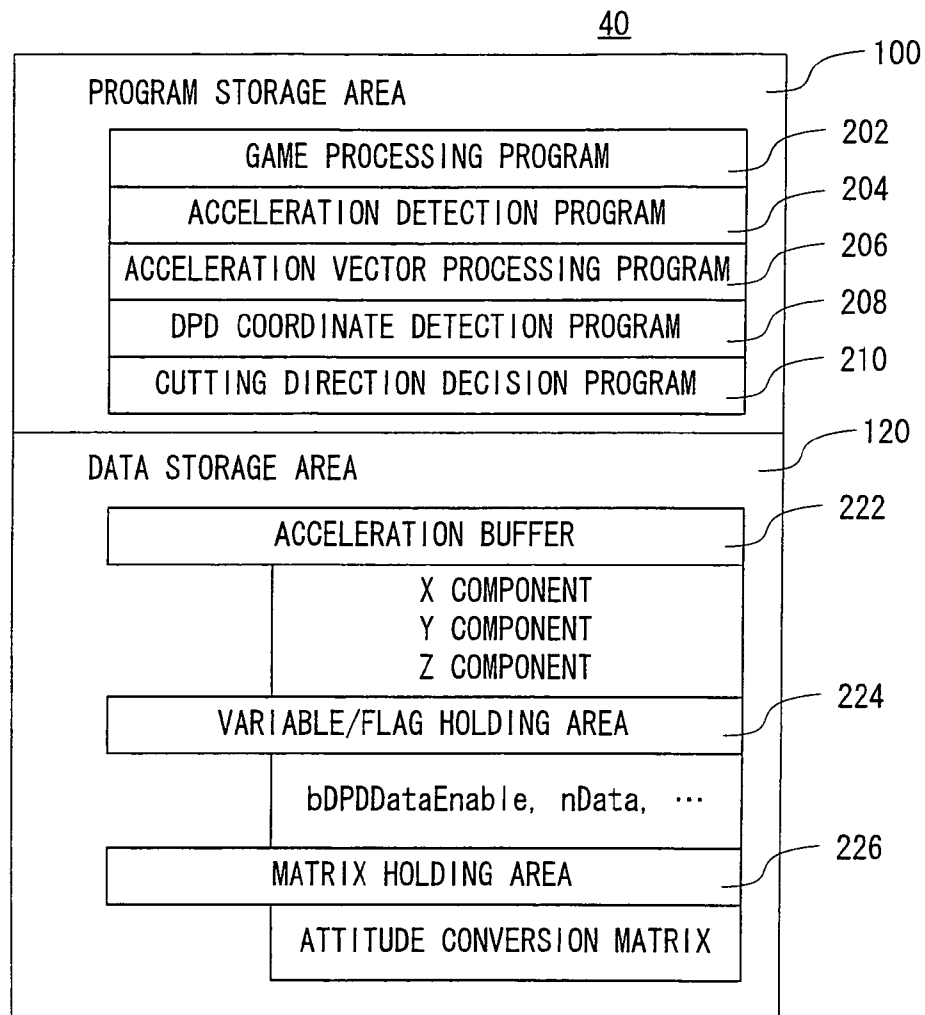 40
100
PROGRAM STORAGE AREA
202
GAME PROCESSING PROGRAM
204
ACCELERATION DETECTION PROGRAM
206
ACCELERATION VECTOR PROCESSING PROGRAM
208
DPD COORDINATE DETECTION PROGRAM
210
CUTTING DIRECTION DECISION PROGRAM
120
DATA STORAGE AREA
222
ACCELERATION BUFFER
X COMPONENT
Y COMPONENT
Z COMPONENT
224
VARIABLE/FLAG HOLDING AREA
bDPDDataEnable, nData, ⋯
226
MATRIX HOLDING AREA
ATTITUDE CONVERSION MATRIX